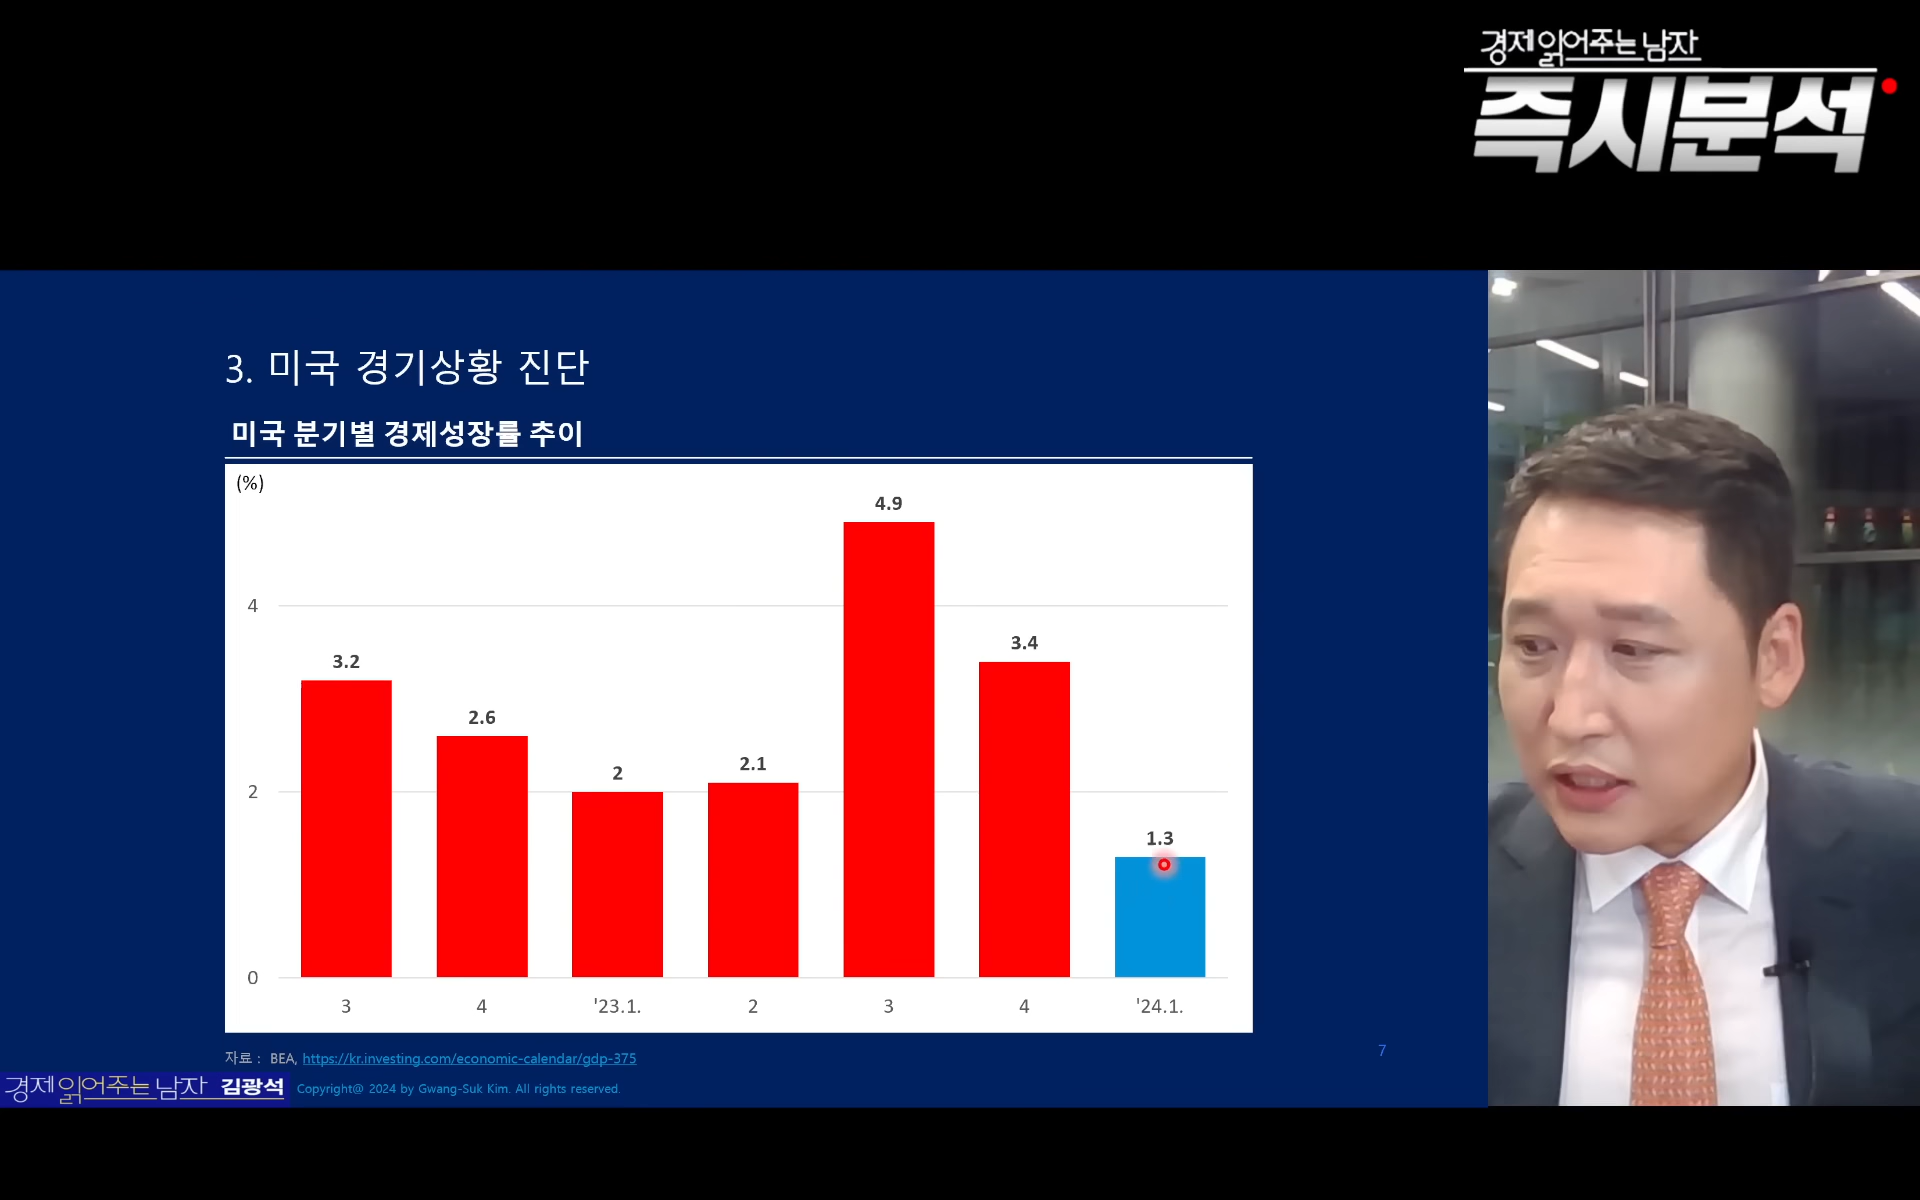 경제읽어주는남자
즉시분석
3. 미국 경기상황 진단
미국 분기별 경제성장률 추이
(%)
4.9
4
3.4
3.2
2.6
2.1
2
2
1.3
0
3 4 '23.1. 2 3 4 '24.1.
자료 : BEA, https://kr.investing.com/economic-calendar/gdp-375
7
경제읽어주는남자 김광석 Copyright@ 2024 by Gwang-Suk Kim. All rights reserved.